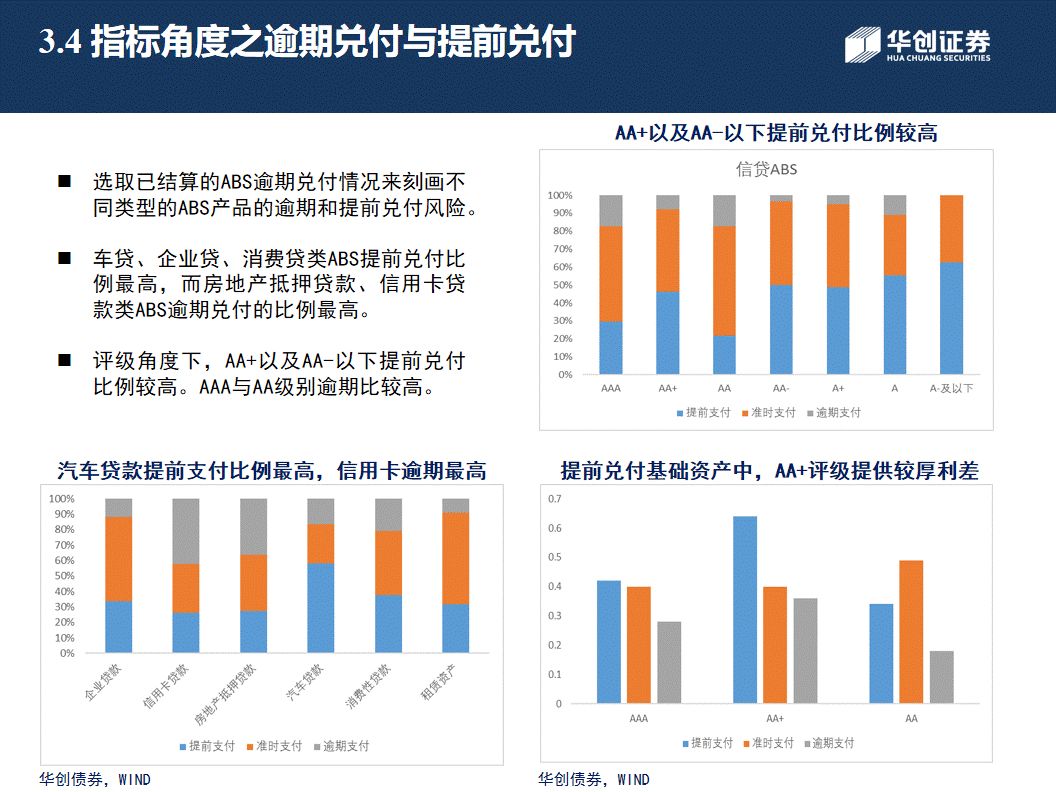 3.4 指标角度之逾期兑付与提前兑付
华创证券
HUA CHUANG SECURITIES
■ 选取已结算的ABS逾期兑付情况来刻画不
同类型的ABS产品的逾期和提前兑付风险。
■ 车贷、企业贷、消费贷类ABS提前兑付比
例最高，而房地产抵押贷款、信用卡贷
款类ABS逾期兑付的比例最高。
■ 评级角度下，AA+以及AA-以下提前兑付
比例较高。AAA与AA级别逾期比较高。
AA+以及AA-以下提前兑付比例较高
信贷ABS
100%
90%
80%
70%
60%
50%
40%
30%
20%
10%
0%
AAA AA+ AA AA- A+ A A-及以下
提前支付 准时支付 逾期支付
汽车贷款提前支付比例最高，信用卡逾期最高
100%
90%
80%
70%
60%
50%
40%
30%
20%
10%
0%
企业贷款 信用卡贷款 房地产抵押贷款 汽车贷款 消费性贷款 租赁资产
提前支付 准时支付 逾期支付
华创债券，WIND
提前兑付基础资产中，AA+评级提供较厚利差
0.7
0.6
0.5
0.4
0.3
0.2
0.1
0
AAA AA+ AA
提前支付 准时支付 逾期支付
华创债券，WIND